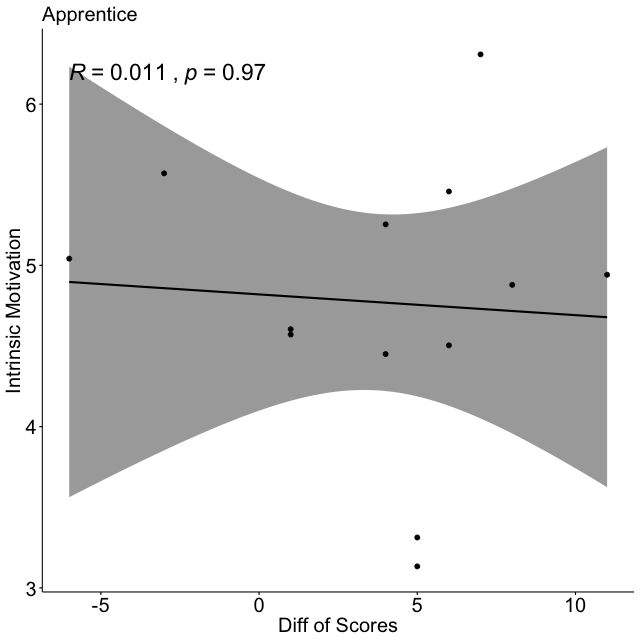 Apprentice
R = 0.011 , p = 0.97
6
5
4
3
Intrinsic Motivation
-5 0 5 10
Diff of Scores